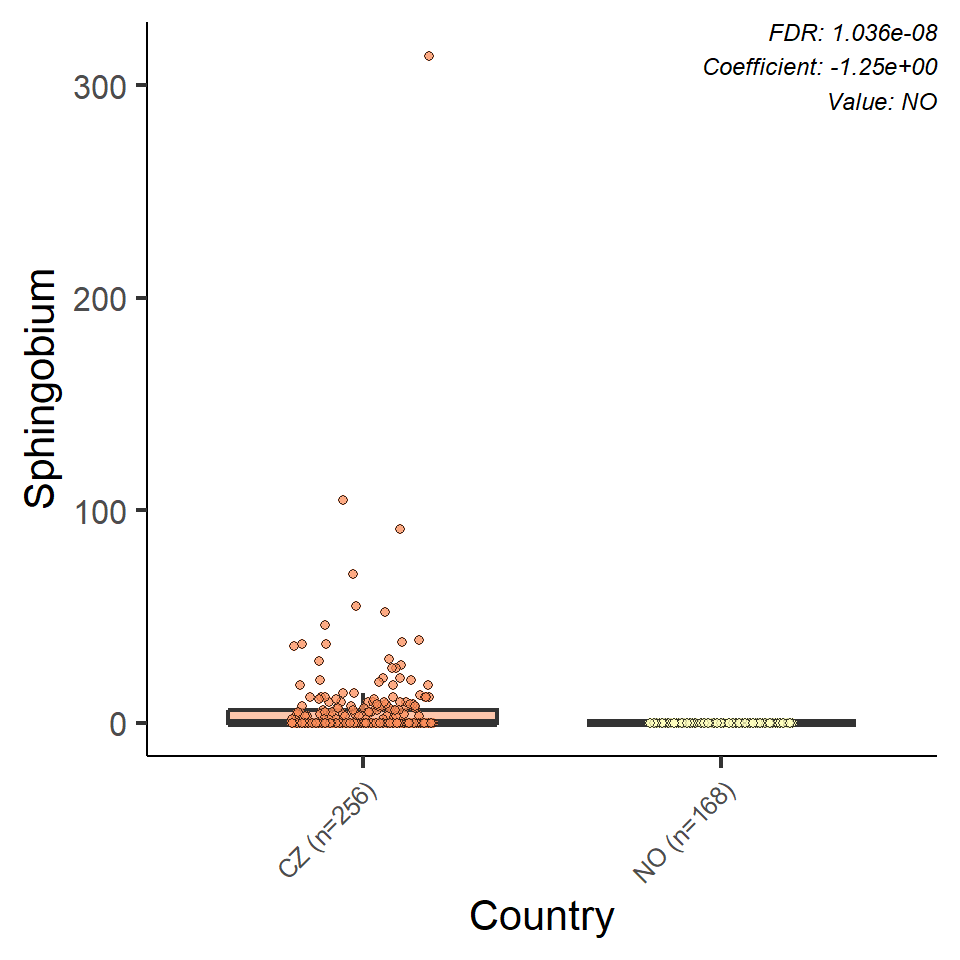 FDR: 1.036e-08
Coefficient: -1.25e+00
Value: NO
300
200
100
0
Sphingobium
CZ (n=256)
NO (n=168)
Country